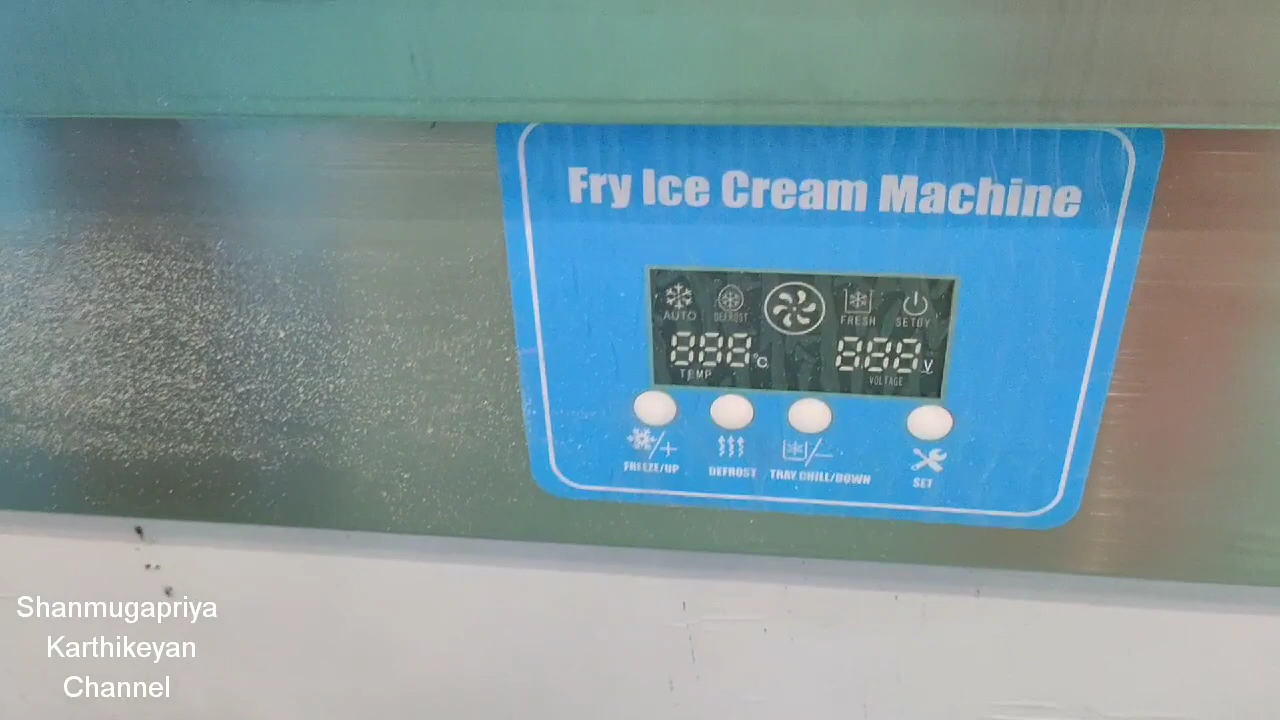 Fry Ice Cream Machine
AUTO DEFROST FRESH SETBY
888°C 888V
TEMP VOLTAGE
FREEZE/UP DEFROST TRAY CHILL/DOWN SET
Shanmugapriya
Karthikeyan
Channel